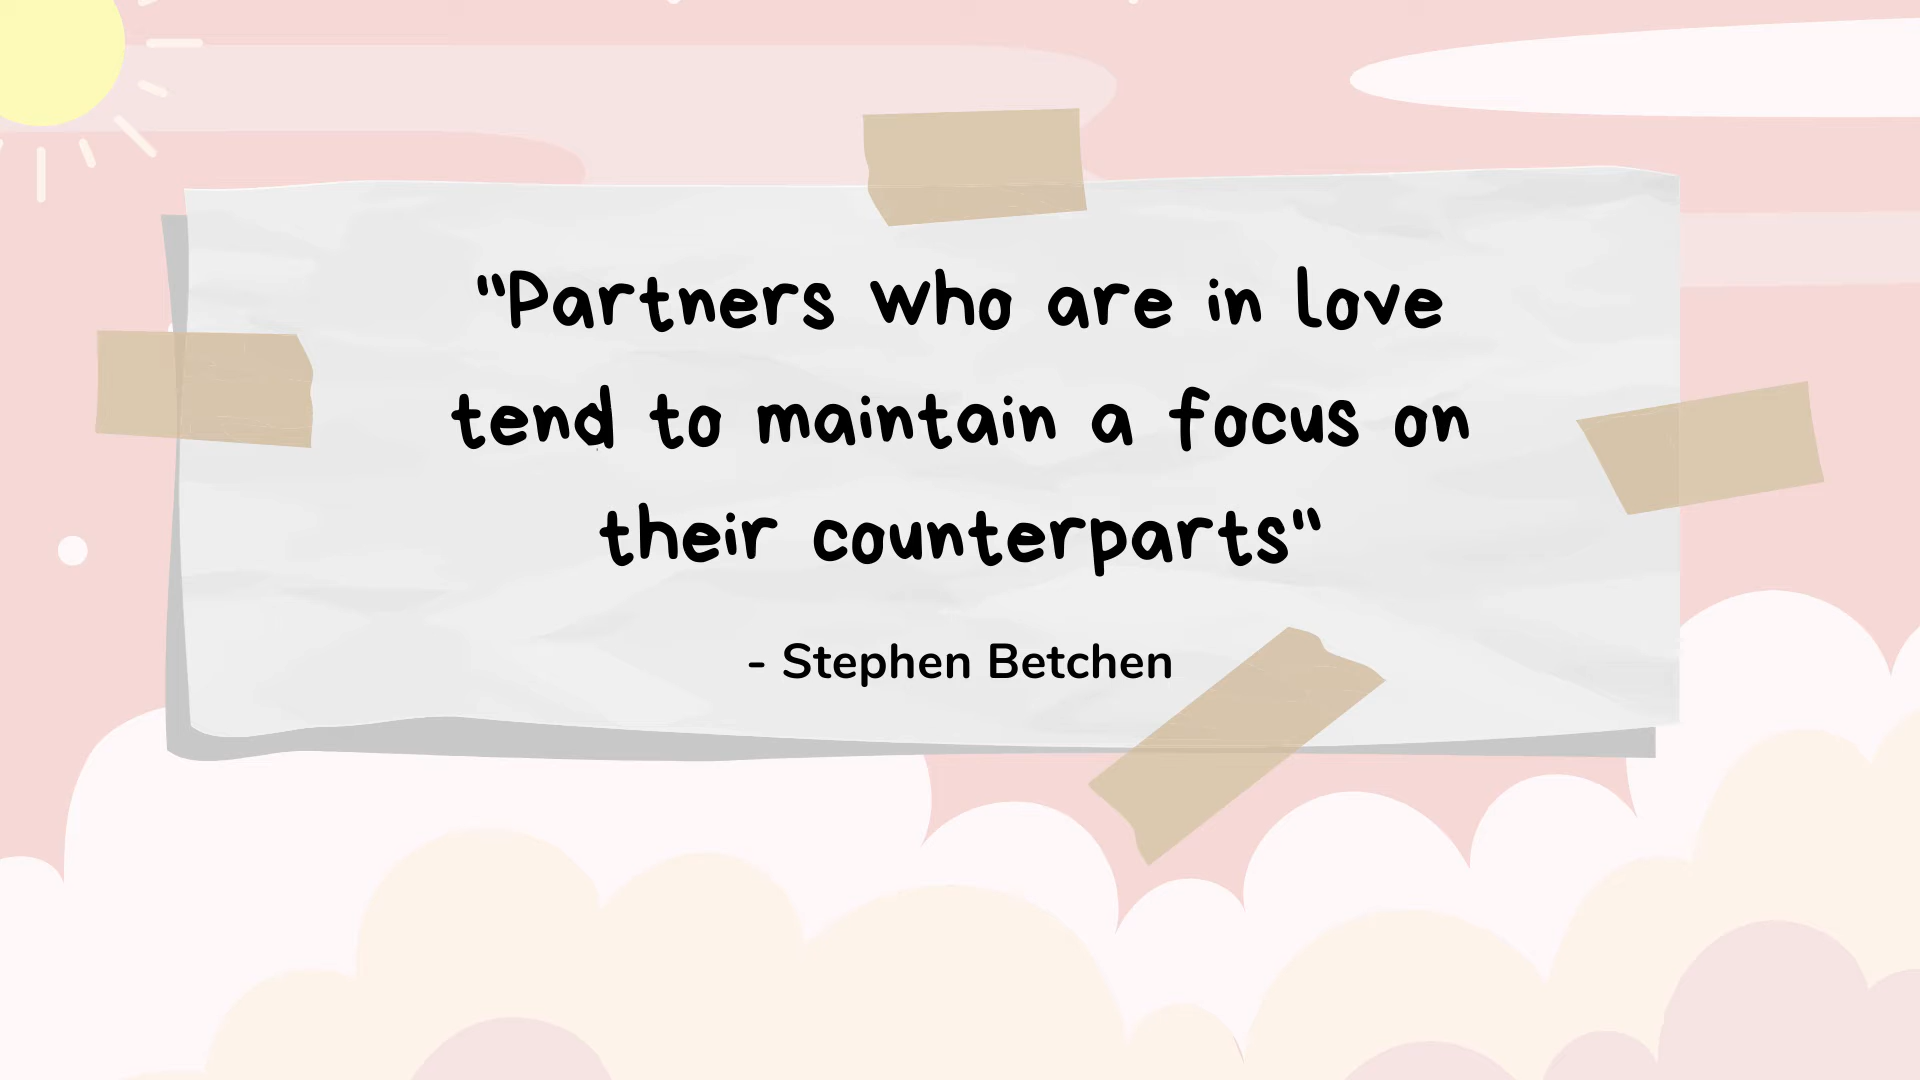 "Partners who are in love
tend to maintain a focus on
their counterparts"
- Stephen Betchen